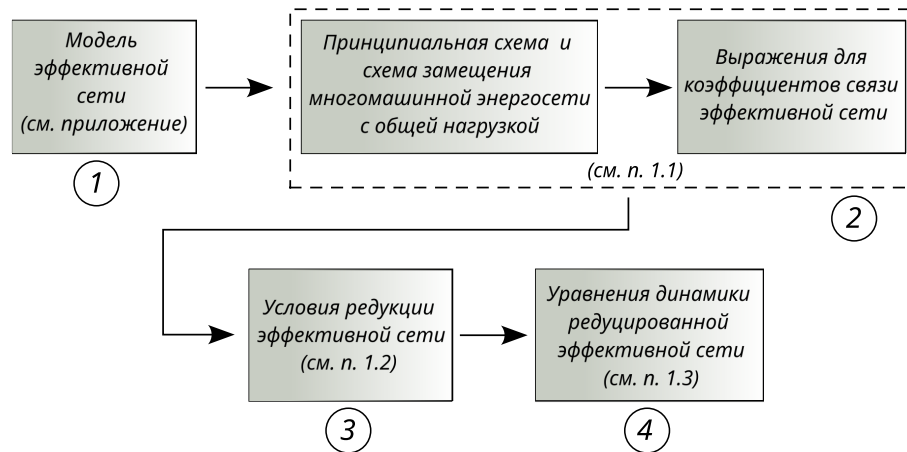 Модель
эффективной
сети
(см. приложение)
1
Принципиальная схема и
схема замещения
многомашинной энергосети
с общей нагрузкой
Выражения для
коэффициентов связи
эффективной сети
(см. п. 1.1)
2
Условия редукции
эффективной сети
(см. п. 1.2)
3
Уравнения динамики
редуцированной
эффективной сети
(см. п. 1.3)
4